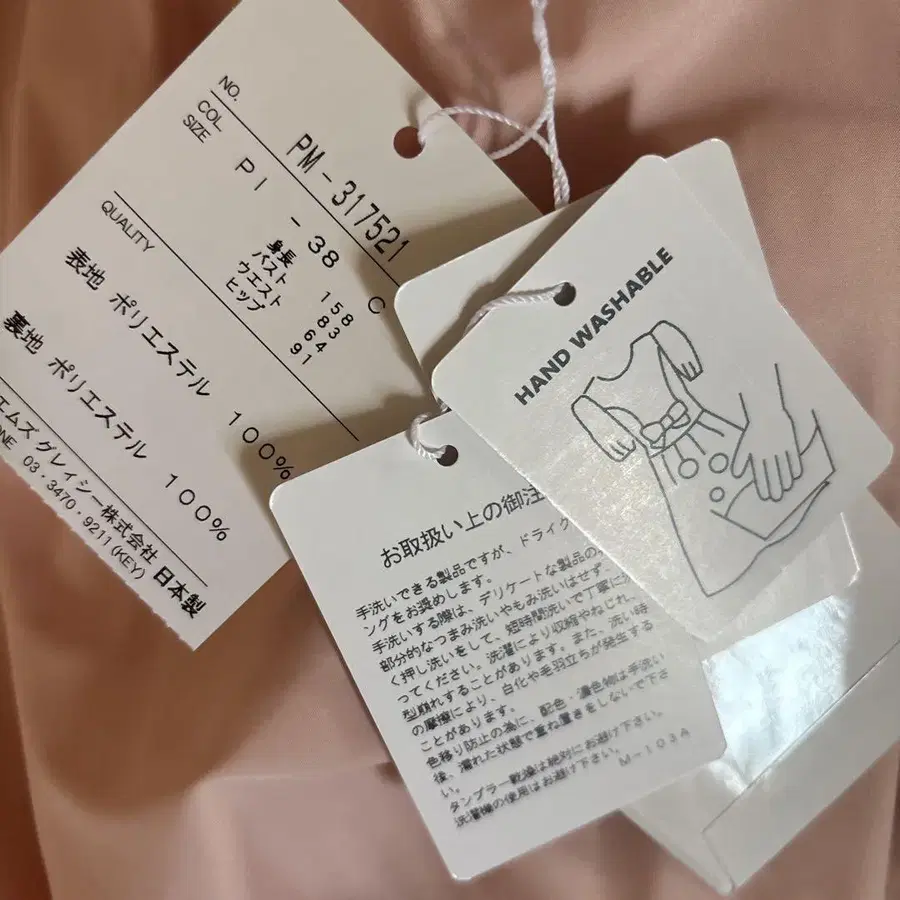 NO. PM-317521
COL. PI C
SIZE -38
身長 158
バスト 83
ウエスト 64
ヒップ 91
QUALITY
表地 ポリエステル 100%
裏地 ポリエステル 100%
エムズグレイシー株式会社 日本製
ONE 03・3470・9211 (KEY)
HAND WASHABLE
お取扱い上の御注
手洗いできる製品ですが、ドライク
ングをお奨めします。
手洗いする際は、デリケートな製品の為
部分的なつまみ洗いやもみ洗いはせず
く押し洗いをして、短時間洗いで丁寧に
ってください。洗濯により収縮やねじれ、
型崩れすることがあります。また、洗い時
の摩擦により、白化や毛羽立ちが発生する
ことがあります。
色移り防止の為に、配色・濃色物は手洗い
後、濡れた状態で重ね置きをしないで下さ
い。
タンブラー乾燥は絶対にお避け下さい。
洗濯機の使用はお避け下さい。
M-103A